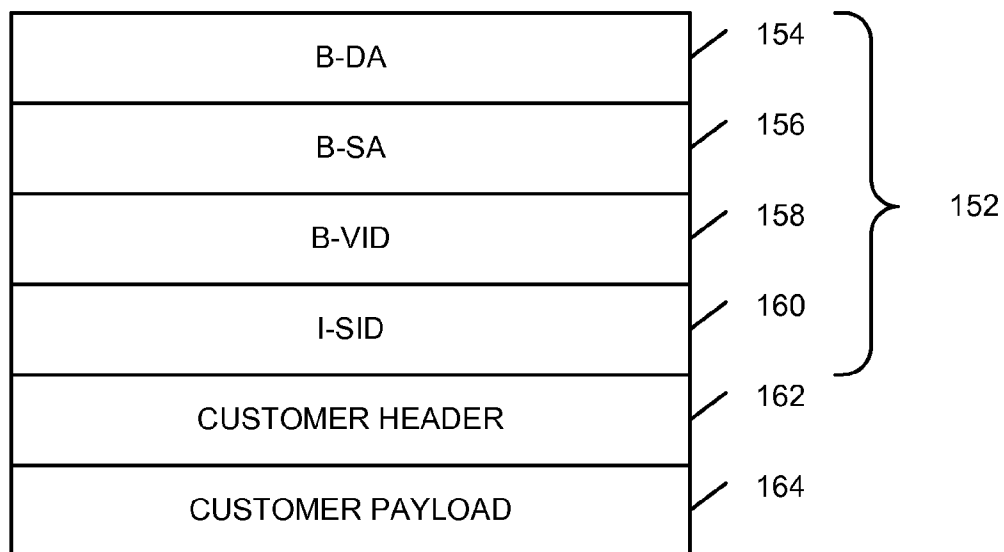 B-DA
154
B-SA
156
B-VID
158
152
I-SID
160
CUSTOMER HEADER
162
CUSTOMER PAYLOAD
164